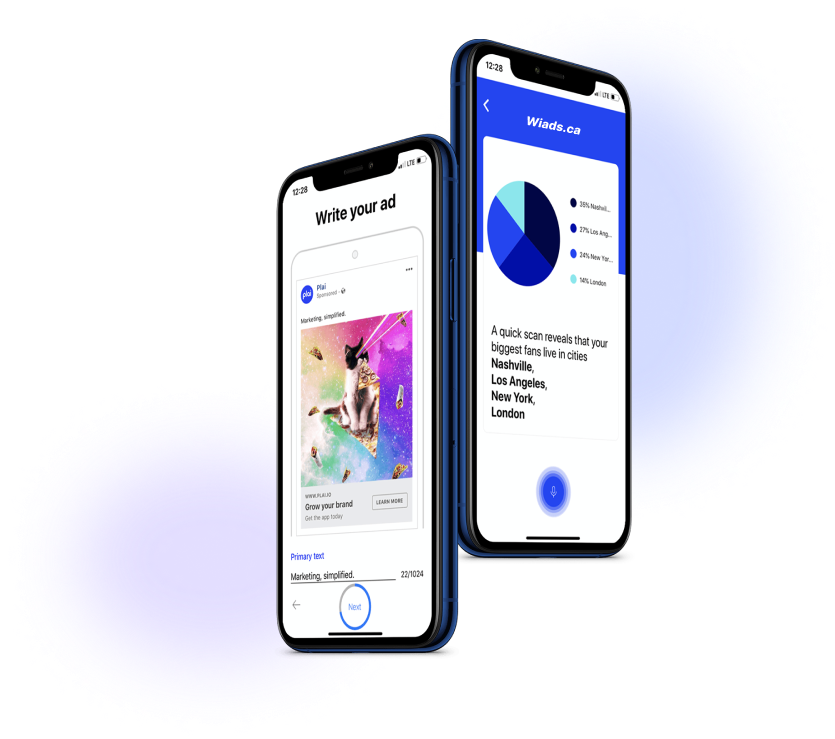 12:28
LTE
Write your ad
plai
Plai
Sponsored •
Marketing, simplified.
WWW.PLAI.IO
Grow your brand
Get the app today
LEARN MORE
Primary text
Marketing, simplified.
22/1024
Next
12:28
LTE
Wiads.ca
35% Nashvil...
27% Los Ang...
24% New Yor...
14% London
A quick scan reveals that your
biggest fans live in cities
Nashville,
Los Angeles,
New York,
London